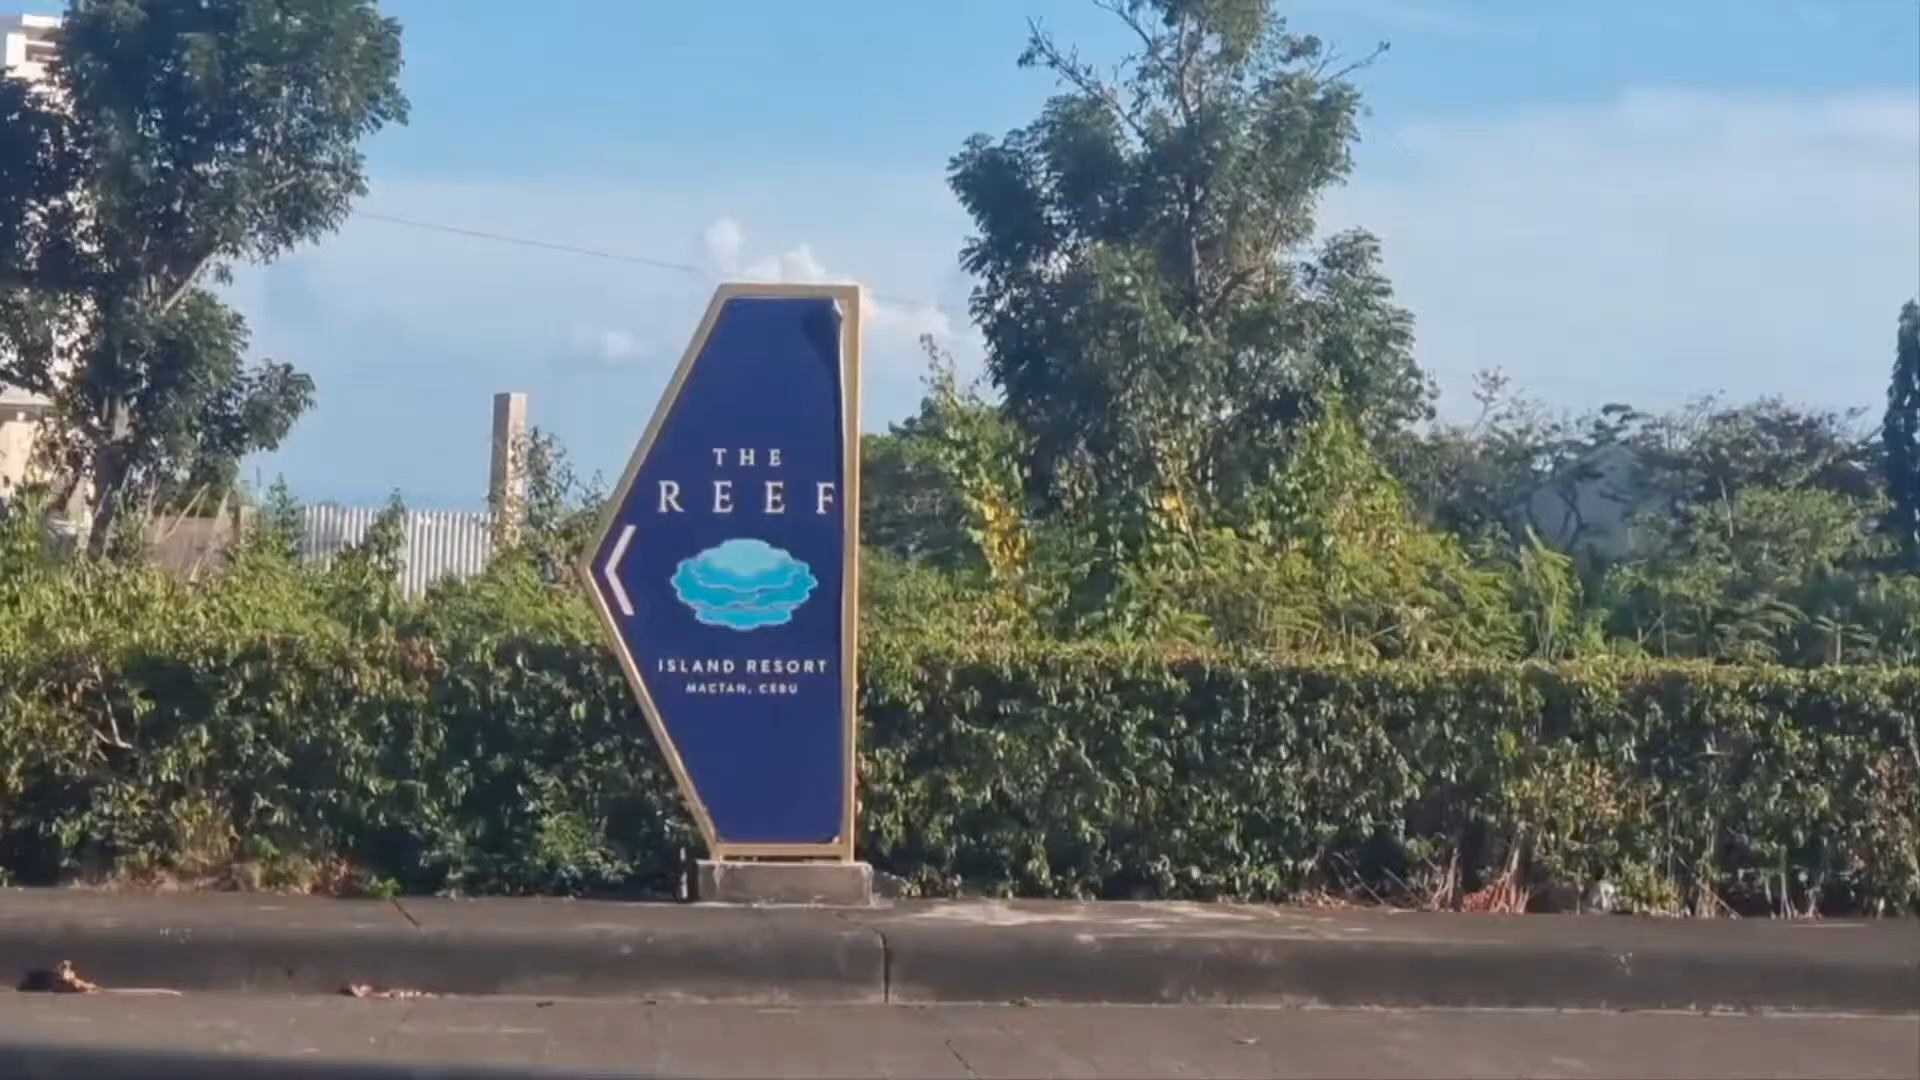 THE
REEF
ISLAND RESORT
MACTAN, CEBU